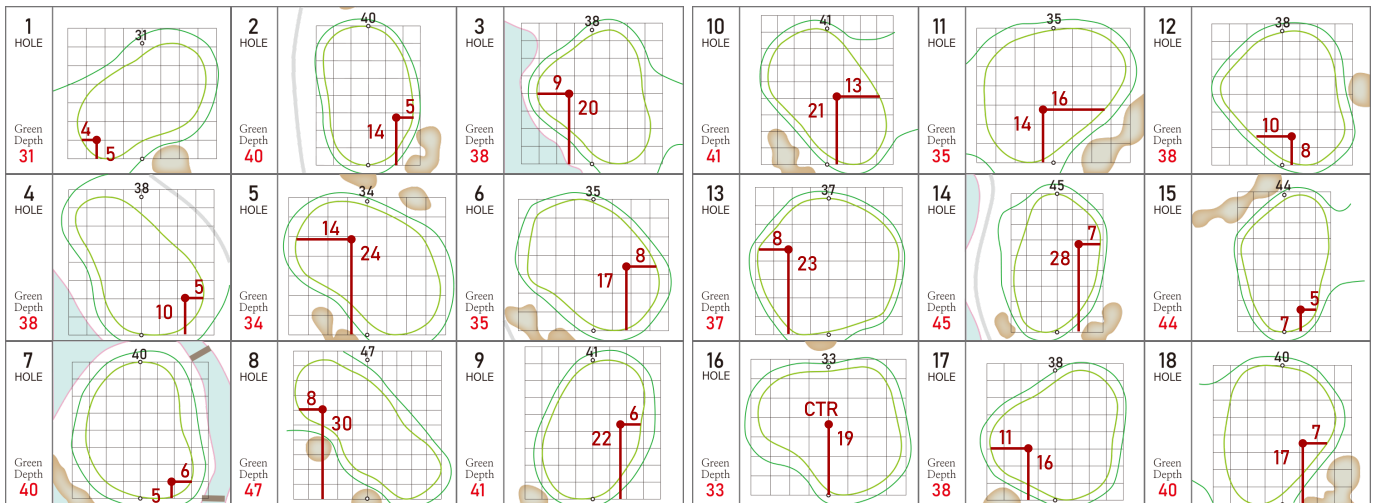 1
HOLE
31
4
5
Green
Depth
31
2
HOLE
40
5
14
Green
Depth
40
3
HOLE
38
9
20
Green
Depth
38
4
HOLE
38
5
10
Green
Depth
38
5
HOLE
34
14
24
Green
Depth
34
6
HOLE
35
8
17
Green
Depth
35
7
HOLE
40
6
5
Green
Depth
40
8
HOLE
47
8
30
Green
Depth
47
9
HOLE
41
6
22
Green
Depth
41
10
HOLE
41
13
21
Green
Depth
41
11
HOLE
35
16
14
Green
Depth
35
12
HOLE
38
10
8
Green
Depth
38
13
HOLE
37
8
23
Green
Depth
37
14
HOLE
45
7
28
Green
Depth
45
15
HOLE
44
5
7
Green
Depth
44
16
HOLE
33
CTR
19
Green
Depth
33
17
HOLE
38
11
16
Green
Depth
38
18
HOLE
40
7
17
Green
Depth
40